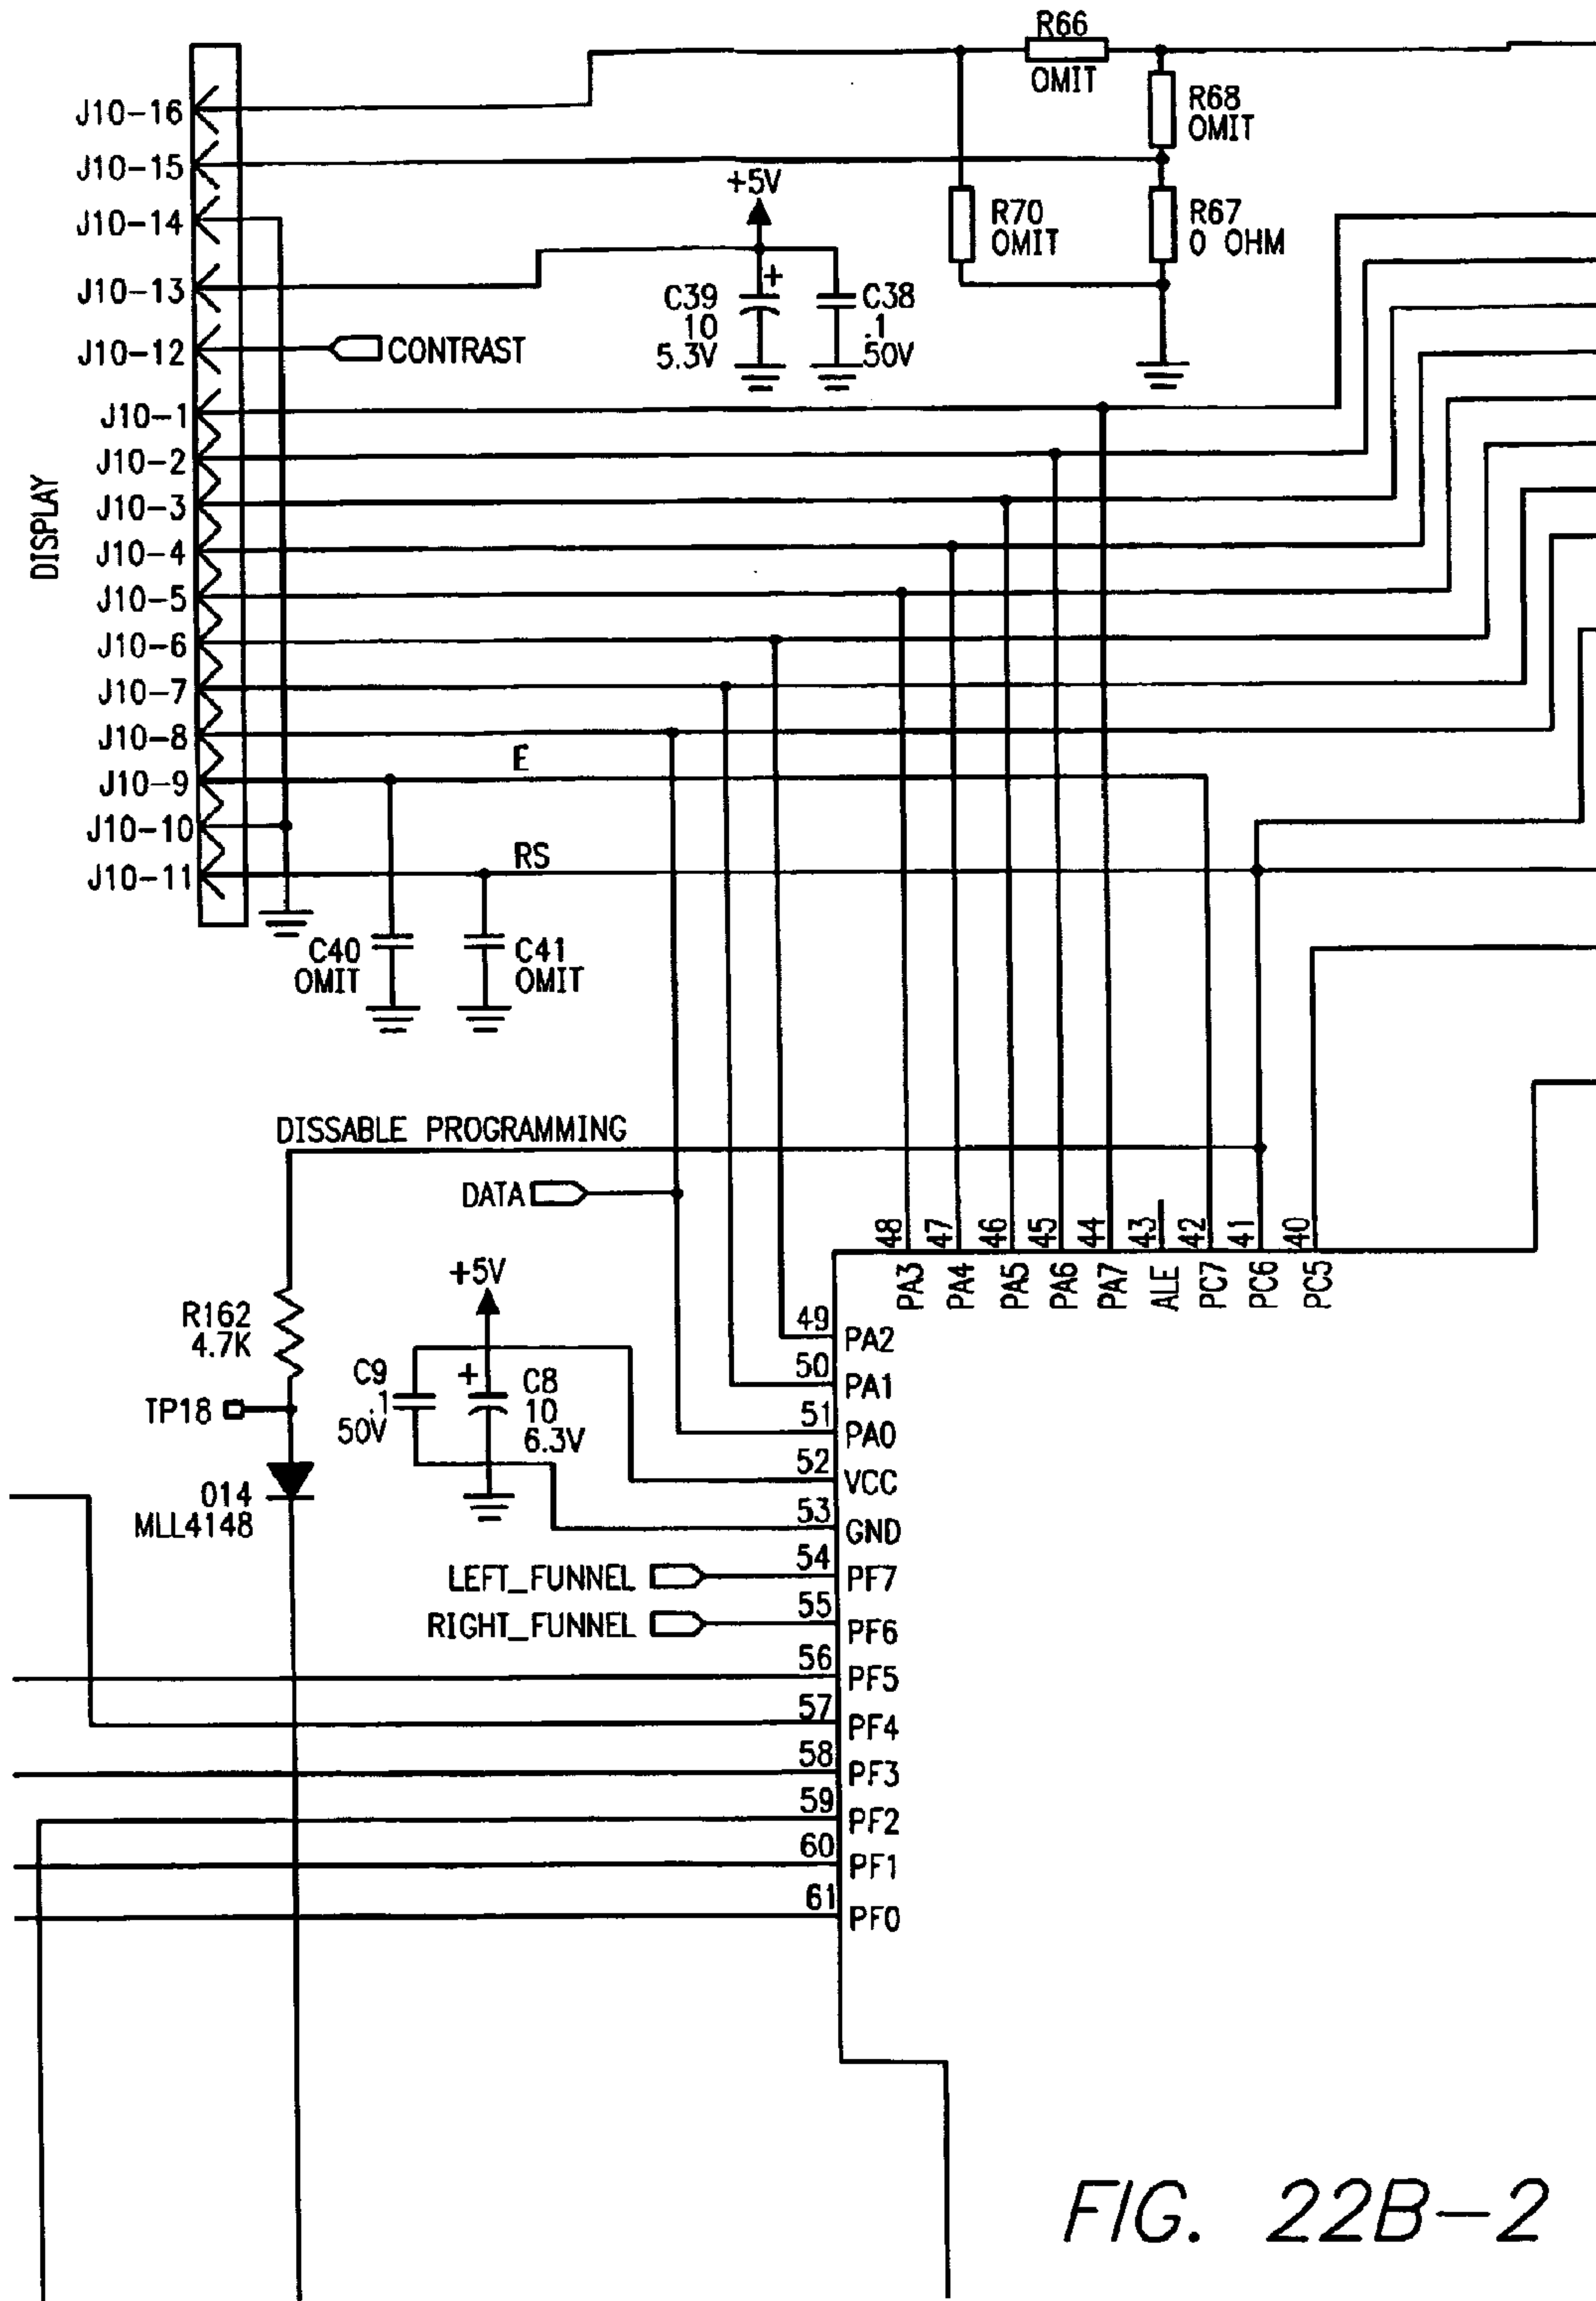 R66
OMIT
J10-16
R68
OMIT
J10-15
+5V
J10-14
R70
OMIT
R67
0 OHM
J10-13
+
C39
10
5.3V
C38
.1
50V
J10-12
CONTRAST
J10-1
J10-2
DISPLAY
J10-3
J10-4
J10-5
J10-6
J10-7
J10-8
E
J10-9
J10-10
RS
J10-11
C40
OMIT
C41
OMIT
DISSABLE PROGRAMMING
DATA
48
47
46
45
44
43
42
41
40
PA3
PA4
PA5
PA6
PA7
ALE
PC7
PC6
PC5
+5V
R162
4.7K
49
PA2
C9
.1
50V
+
C8
10
6.3V
50
PA1
TP18
51
PA0
52
VCC
014
MLL4148
53
GND
LEFT_FUNNEL
54
PF7
RIGHT_FUNNEL
55
PF6
56
PF5
57
PF4
58
PF3
59
PF2
60
PF1
61
PF0
FIG. 22B-2